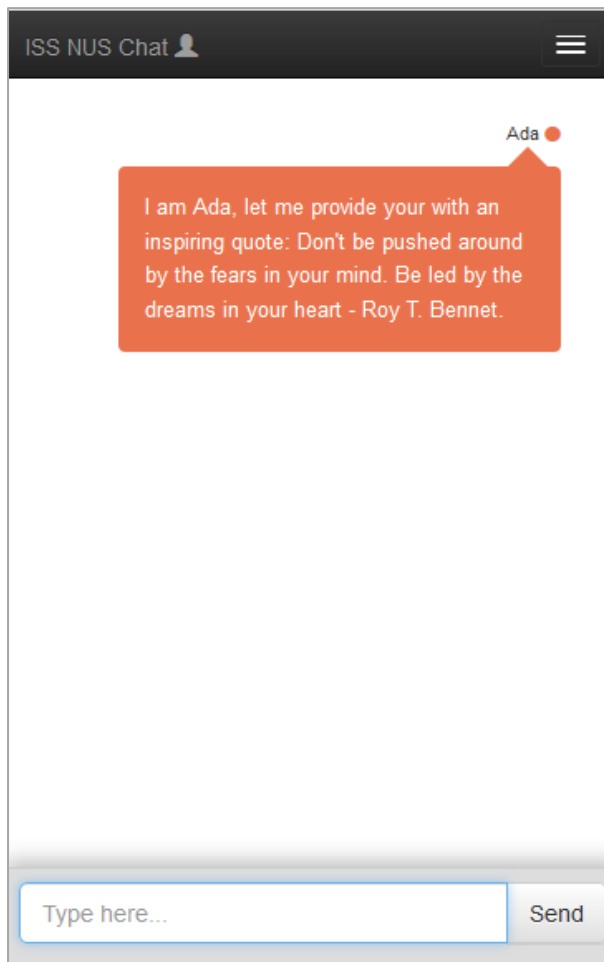 ISS NUS Chat
Ada
I am Ada, let me provide your with an
inspiring quote: Don't be pushed around
by the fears in your mind. Be led by the
dreams in your heart - Roy T. Bennet.
Type here...
Send